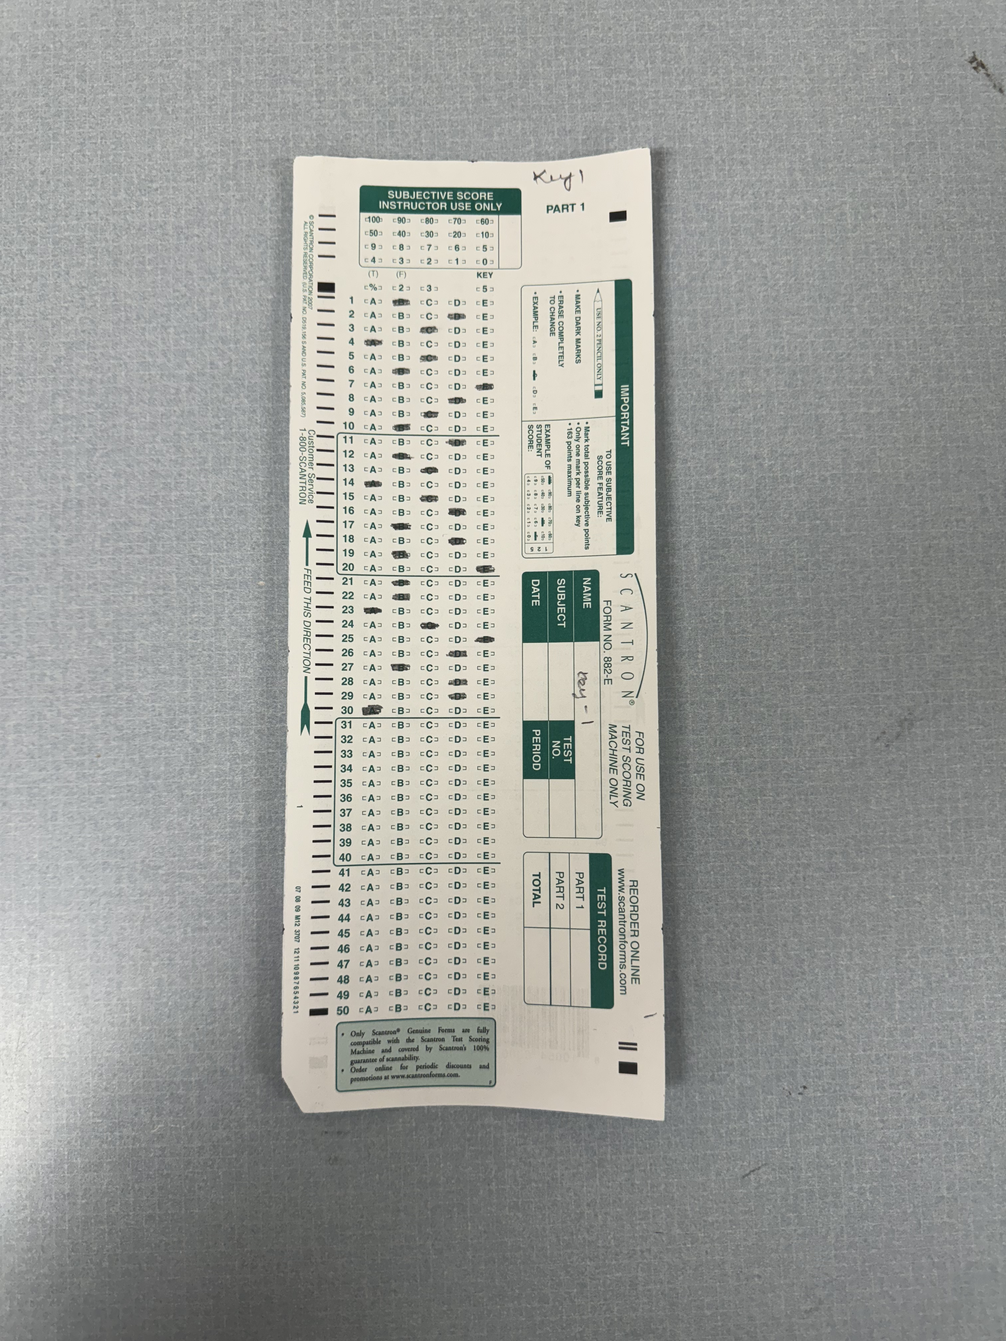 Key 1
PART 1
SUBJECTIVE SCORE
INSTRUCTOR USE ONLY
100 90 80 70 60
50 40 30 20 10
9 8 7 6 5
4 3 2 1 0
(T) (F) KEY
% 2 3 5
1 A C D E
2 A B C E
3 A B D E
4 B C D E
5 A B D E
6 A C D E
7 A B C D
8 A B C E
9 A B D E
10 A C D E
11 A B C E
12 A C D E
13 A B D E
14 B C D E
15 A B D E
16 A B C E
17 A C D E
18 A B C E
19 A C D E
20 A B C D
21 A C D E
22 A C D E
23 B C D E
24 A B D E
25 A B C D
26 A B C E
27 A C D E
28 A B C E
29 A B C E
30 B C D E
31 A B C D E
32 A B C D E
33 A B C D E
34 A B C D E
35 A B C D E
36 A B C D E
37 A B C D E
38 A B C D E
39 A B C D E
40 A B C D E
41 A B C D E
42 A B C D E
43 A B C D E
44 A B C D E
45 A B C D E
46 A B C D E
47 A B C D E
48 A B C D E
49 A B C D E
50 A B C D E
• Only Scantron® Genuine Forms are fully
compatible with the Scantron Test Scoring
Machine and covered by Scantron's 100%
guarantee of scannability.
• Order online for periodic discounts and
promotions at www.scantronforms.com.
IMPORTANT
USE NO. 2 PENCIL ONLY
• MAKE DARK MARKS
• ERASE COMPLETELY
TO CHANGE
• EXAMPLE: A B D E
TO USE SUBJECTIVE
SCORE FEATURE:
• Mark total possible subjective points
• Only one mark per line on key
• 163 points maximum
EXAMPLE OF
STUDENT
SCORE:
SCANTRON®
FORM NO. 882-E
FOR USE ON
TEST SCORING
MACHINE ONLY
NAME Key-1
SUBJECT
TEST
NO.
DATE
PERIOD
REORDER ONLINE
www.scantronforms.com
TEST RECORD
PART 1
PART 2
TOTAL
© SCANTRON CORPORATION 2007
ALL RIGHTS RESERVED.
Customer Service
1-800-SCANTRON
FEED THIS DIRECTION
1